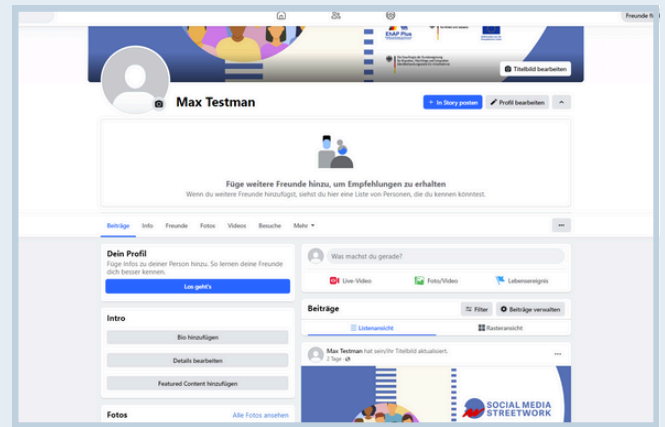 Freunde
EhAP Plus
Titelbild bearbeiten
Max Testman
+ In Story posten
Profil bearbeiten
Füge weitere Freunde hinzu, um Empfehlungen zu erhalten
Wenn du weitere Freunde hinzufügst, siehst du hier eine Liste von Personen, die du kennen könntest.
Beiträge Info Freunde Fotos Videos Besuche Mehr
Dein Profil
Füge Infos zu deiner Person hinzu. So lernen deine Freunde
dich besser kennen.
Los geht's
Intro
Bio hinzufügen
Details bearbeiten
Featured Content hinzufügen
Fotos
Alle Fotos ansehen
Was machst du gerade?
Live-Video Foto/Video Lebensereignis
Beiträge
Filter
Beiträge verwalten
Listenansicht Rasteransicht
Max Testman hat sein/ihr Titelbild aktualisiert.
2 Tage
SOCIAL MEDIA
STREETWORK